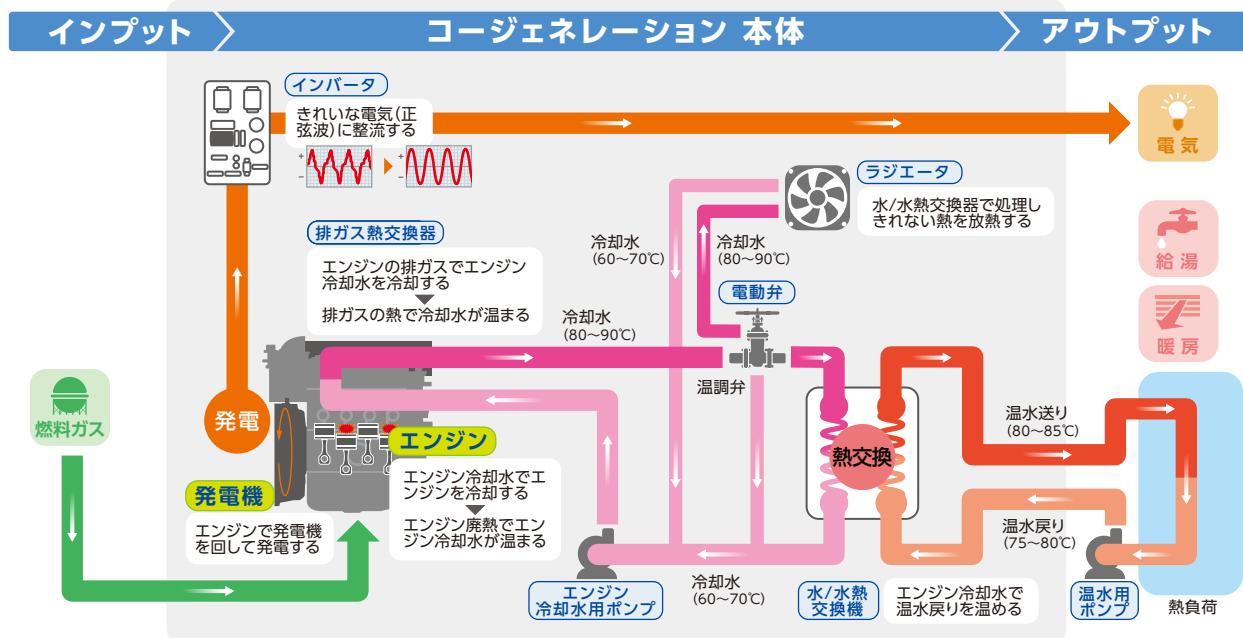 インプット
コージェネレーション 本体
アウトプット
インバータ
きれいな電気(正
弦波)に整流する
+
−
+
−
電気
ラジエータ
水/水熱交換器で処理し
きれない熱を放熱する
給湯
排ガス熱交換器
エンジンの排ガスでエンジン
冷却水を冷却する
排ガスの熱で冷却水が温まる
冷却水
(60〜70℃)
冷却水
(80〜90℃)
電動弁
暖房
冷却水
(80〜90℃)
温調弁
燃料ガス
発電
エンジン
エンジン冷却水でエ
ンジンを冷却する
エンジン廃熱でエン
ジン冷却水が温まる
発電機
エンジンで発電機
を回して発電する
熱交換
温水送り
(80〜85℃)
温水戻り
(75〜80℃)
エンジン
冷却水用ポンプ
冷却水
(60〜70℃)
水/水熱
交換機
エンジン冷却水で
温水戻りを温める
温水用
ポンプ
熱負荷